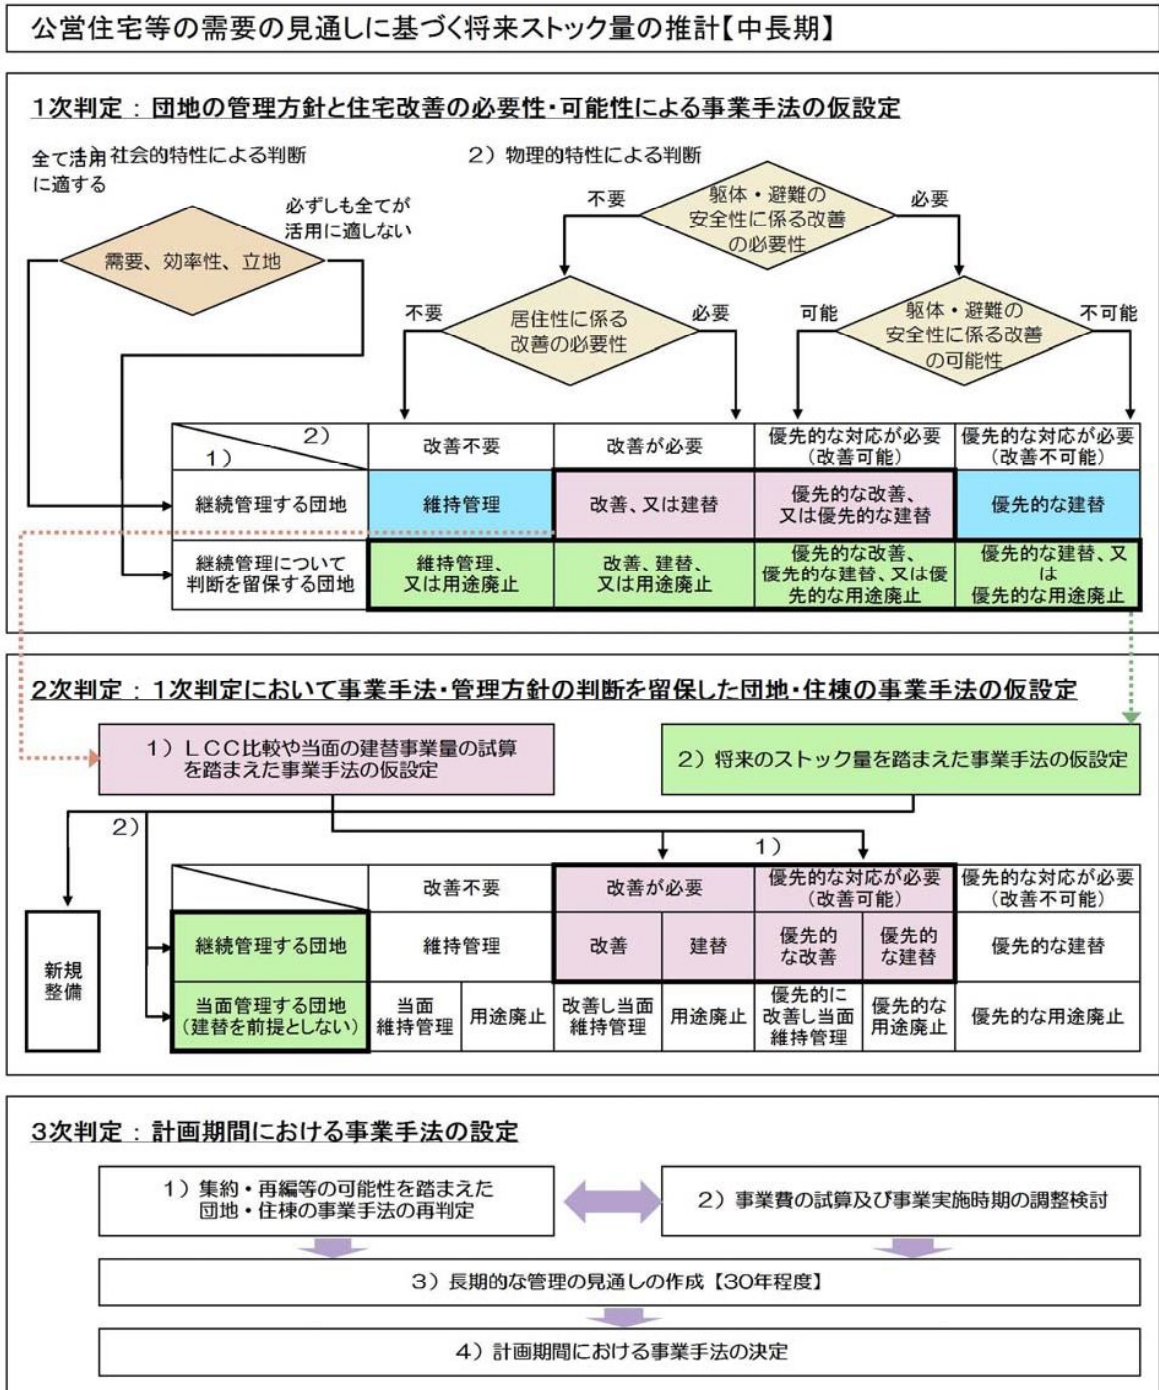 公営住宅等の需要の見通しに基づく将来ストック量の推計【中長期】
1次判定：団地の管理方針と住宅改善の必要性・可能性による事業手法の仮設定
全て活用
に適する
社会的特性による判断
2）物理的特性による判断
必ずしも全てが
活用に適しない
需要、効率性、立地
不要
躯体・避難の
安全性に係る改善
の必要性
必要
不要
居住性に係る
改善の必要性
必要
可能
躯体・避難の
安全性に係る改善
の可能性
不可能
2）
1）
改善不要
改善が必要
優先的な対応が必要
（改善可能）
優先的な対応が必要
（改善不可能）
継続管理する団地
維持管理
改善、又は建替
優先的な改善、
又は優先的な建替
優先的な建替
継続管理について
判断を留保する団地
維持管理、
又は用途廃止
改善、建替、
又は用途廃止
優先的な改善、
優先的な建替、又は優
先的な用途廃止
優先的な建替、又
は
優先的な用途廃止
2次判定：1次判定において事業手法・管理方針の判断を留保した団地・住棟の事業手法の仮設定
1）ＬＣＣ比較や当面の建替事業量の試算
を踏まえた事業手法の仮設定
2）将来のストック量を踏まえた事業手法の仮設定
2）
1）
改善不要
改善が必要
優先的な対応が必要
（改善可能）
優先的な対応が必要
（改善不可能）
新規
整備
継続管理する団地
維持管理
改善
建替
優先的
な改善
優先的
な建替
優先的な建替
当面管理する団地
（建替を前提としない）
当面
維持管理
用途廃止
改善し当面
維持管理
用途廃止
優先的に
改善し当面
維持管理
優先的な
用途廃止
優先的な用途廃止
3次判定：計画期間における事業手法の設定
1）集約・再編等の可能性を踏まえた
団地・住棟の事業手法の再判定
2）事業費の試算及び事業実施時期の調整検討
3）長期的な管理の見通しの作成【30年程度】
4）計画期間における事業手法の決定